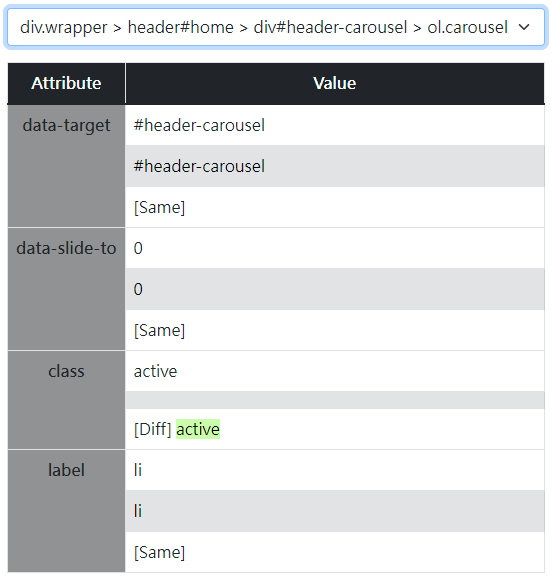 div.wrapper > header#home > div#header-carousel > ol.carousel
Attribute Value
data-target #header-carousel
#header-carousel
[Same]
data-slide-to 0
0
[Same]
class active
[Diff] active
label li
li
[Same]